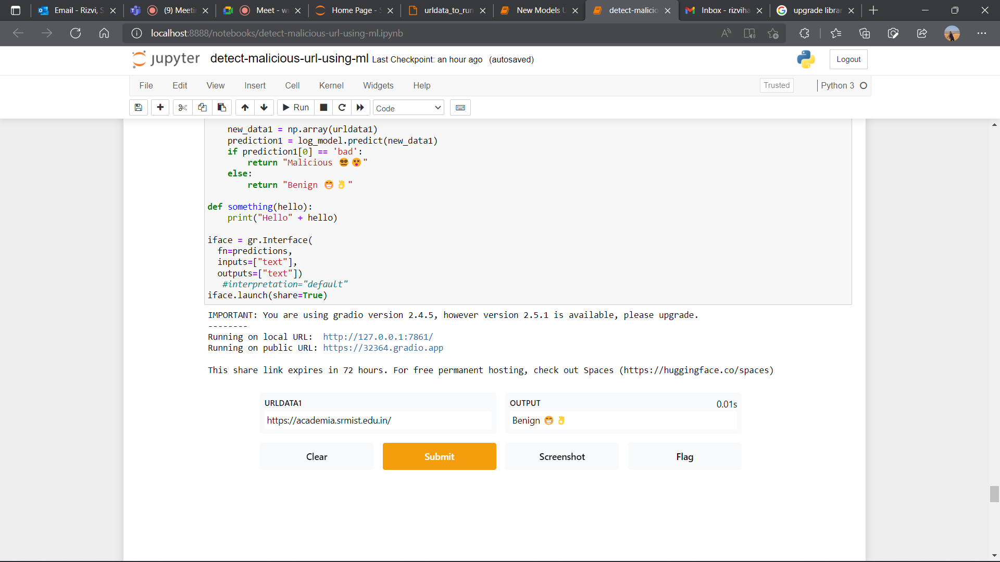 Email - Rizvi, S
(9) Meeti
Meet - w
Home Page - S
urldata_to_run
New Models U
detect-malicio
Inbox - rizviha
upgrade librar
localhost:8888/notebooks/detect-malicious-url-using-ml.ipynb
jupyter detect-malicious-url-using-ml Last Checkpoint: an hour ago (autosaved)
Logout
File Edit View Insert Cell Kernel Widgets Help
Trusted
Python 3
Run
Code
new_data1 = np.array(urldata1)
prediction1 = log_model.predict(new_data1)
if prediction1[0] == 'bad':
return "Malicious 😵‍💫😵"
else:
return "Benign 😁👌"
def something(hello):
print("Hello" + hello)
iface = gr.Interface(
fn=predictions,
inputs=["text"],
outputs=["text"])
#interpretation="default"
iface.launch(share=True)
IMPORTANT: You are using gradio version 2.4.5, however version 2.5.1 is available, please upgrade.
--------
Running on local URL: http://127.0.0.1:7861/
Running on public URL: https://32364.gradio.app
This share link expires in 72 hours. For free permanent hosting, check out Spaces (https://huggingface.co/spaces)
URLDATA1
https://academia.srmist.edu.in/
OUTPUT
0.01s
Benign 😁👌
Clear
Submit
Screenshot
Flag